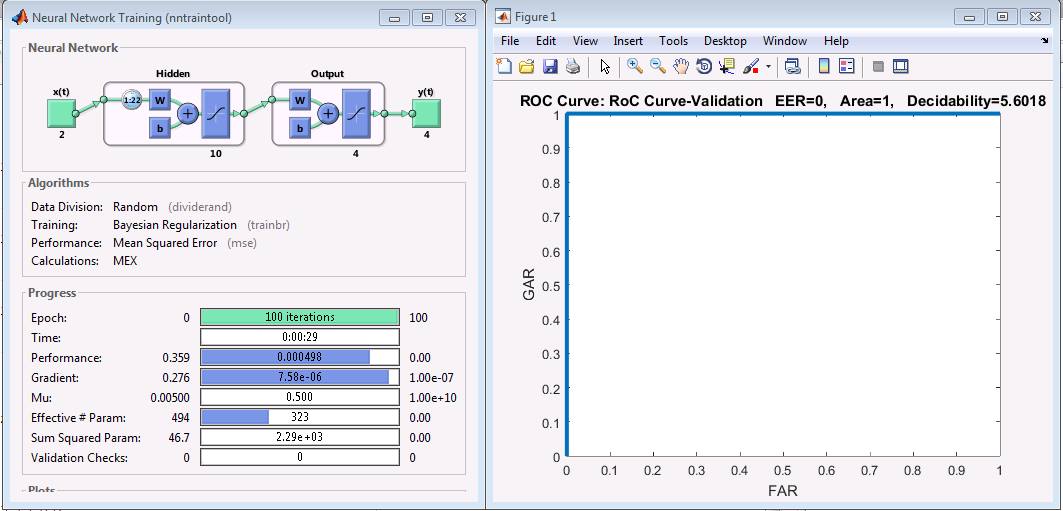 Neural Network Training (nntraintool)
Neural Network
Hidden
Output
x(t)
1:22
W
b
+
W
b
+
y(t)
2
10
4
4
Algorithms
Data Division: Random (dividerand)
Training: Bayesian Regularization (trainbr)
Performance: Mean Squared Error (mse)
Calculations: MEX
Progress
Epoch: 0 100 iterations 100
Time: 0:00:29
Performance: 0.359 0.000498 0.00
Gradient: 0.276 7.58e-06 1.00e-07
Mu: 0.00500 0.500 1.00e+10
Effective # Param: 494 323 0.00
Sum Squared Param: 46.7 2.29e+03 0.00
Validation Checks: 0 0 0
Plots
Figure 1
File Edit View Insert Tools Desktop Window Help
ROC Curve: RoC Curve-Validation EER=0, Area=1, Decidability=5.6018
1
0.9
0.8
0.7
0.6
0.5
0.4
0.3
0.2
0.1
0
GAR
0 0.1 0.2 0.3 0.4 0.5 0.6 0.7 0.8 0.9 1
FAR